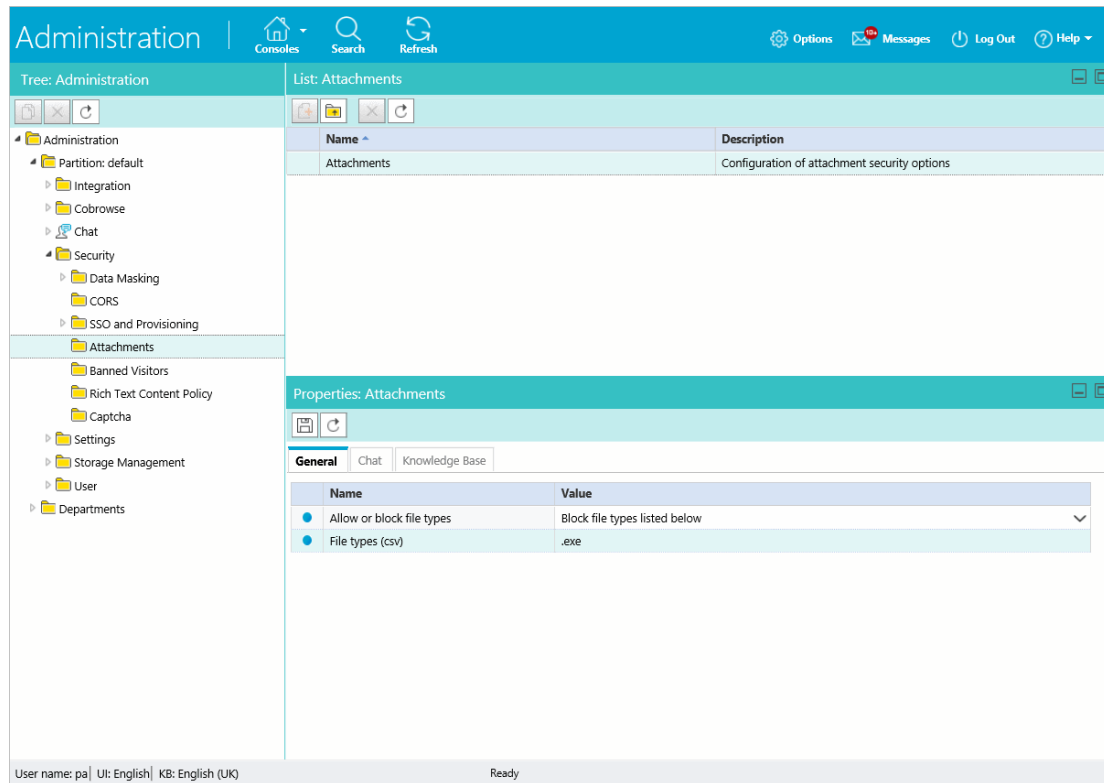 Administration
Consoles
Search
Refresh
Options
10+
Messages
Log Out
Help
Tree: Administration
Administration
Partition: default
Integration
Cobrowse
Chat
Security
Data Masking
CORS
SSO and Provisioning
Attachments
Banned Visitors
Rich Text Content Policy
Captcha
Settings
Storage Management
User
Departments
List: Attachments
Name Description
Attachments Configuration of attachment security options
Properties: Attachments
General Chat Knowledge Base
Name Value
Allow or block file types Block file types listed below
File types (csv) .exe
User name: pa UI: English KB: English (UK) Ready